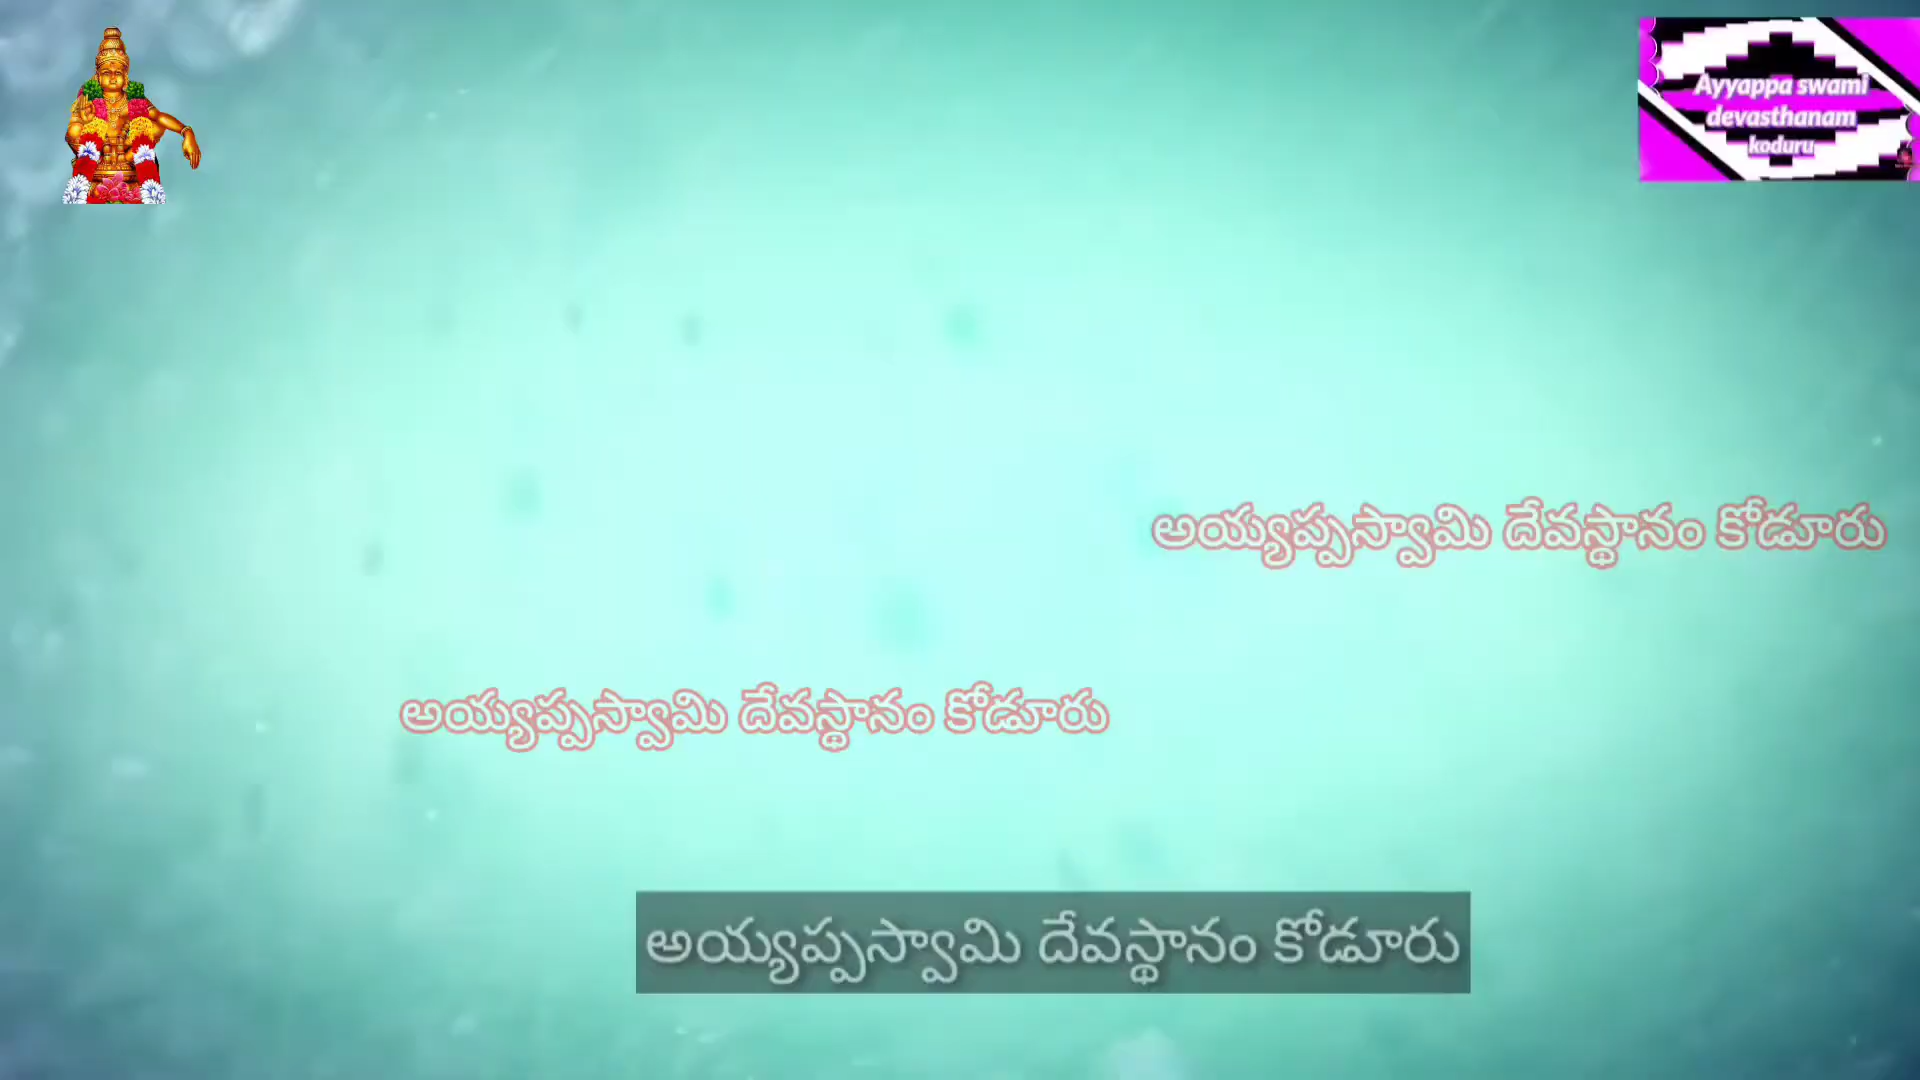 Ayyappa swami
devasthanam
koduru
అయ్యప్పస్వామి దేవస్థానం కోడూరు
అయ్యప్పస్వామి దేవస్థానం కోడూరు
అయ్యప్పస్వామి దేవస్థానం కోడూరు